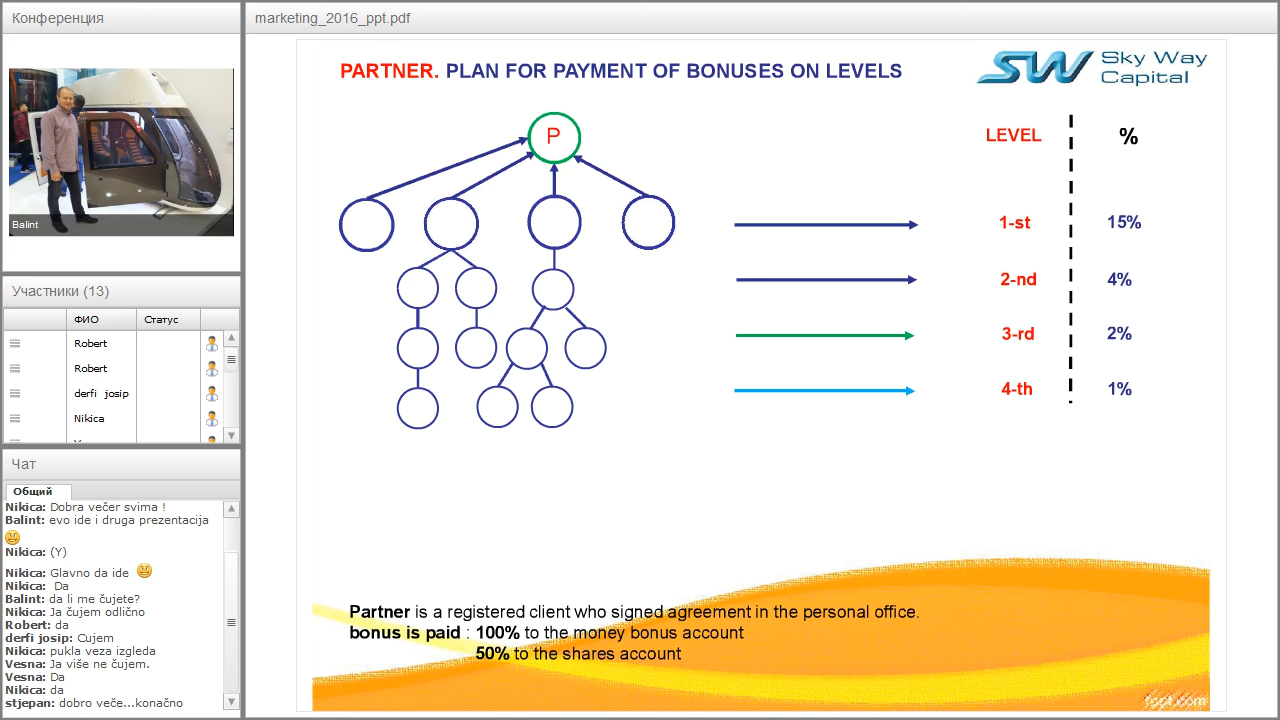 Конференция
Balint
Участники (13)
ФИО Статус
Robert
Robert
derfi josip
Nikica
Чат
Общий
Nikica: Dobra večer svima !
Balint: evo ide i druga prezentacija
Nikica: (Y)
Nikica: Glavno da ide
Nikica: Da
Balint: da li me čujete?
Nikica: Ja čujem odlično
Robert: da
derfi josip: Cujem
Nikica: pukla veza izgleda
Vesna: Ja više ne čujem.
Vesna: Da
Nikica: da
stjepan: dobro veče...konačno
marketing_2016_ppt.pdf
PARTNER. PLAN FOR PAYMENT OF BONUSES ON LEVELS
SW Sky Way
Capital
P
LEVEL %
1-st 15%
2-nd 4%
3-rd 2%
4-th 1%
Partner is a registered client who signed agreement in the personal office.
bonus is paid : 100% to the money bonus account
50% to the shares account
fppt.com